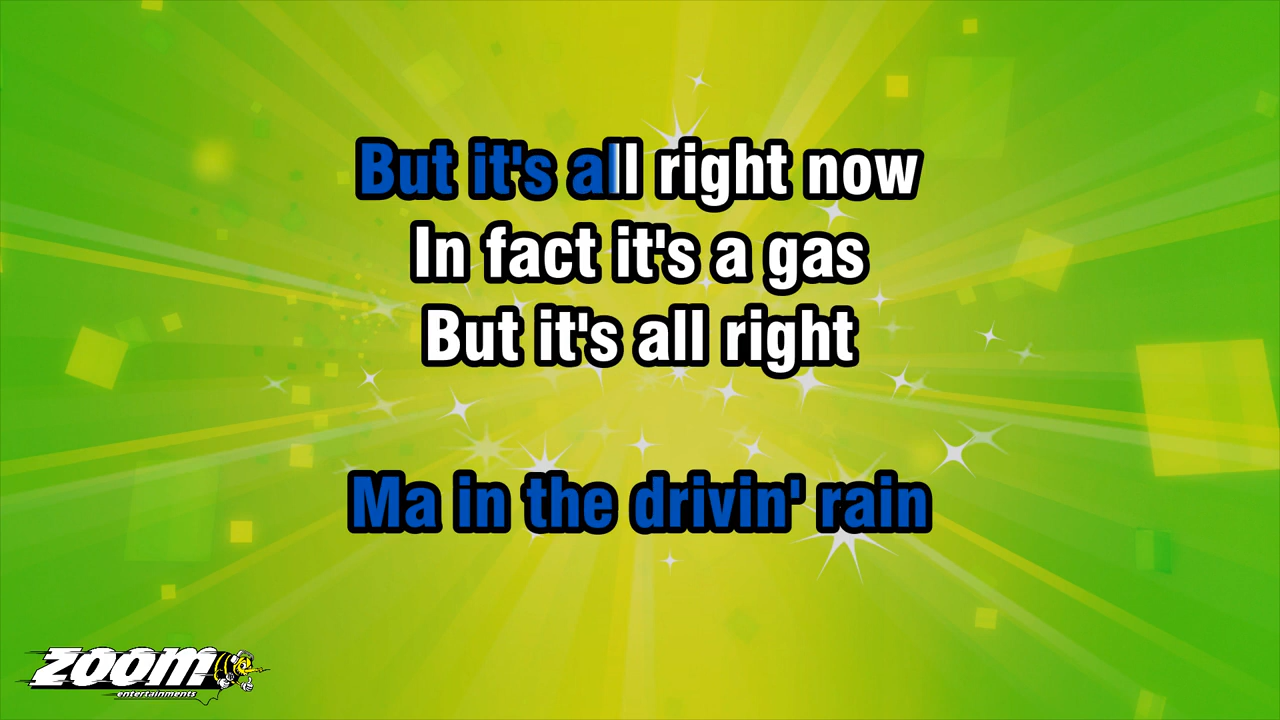 But it's all right now
In fact it's a gas
But it's all right
Ma in the drivin' rain
zoom
entertainments